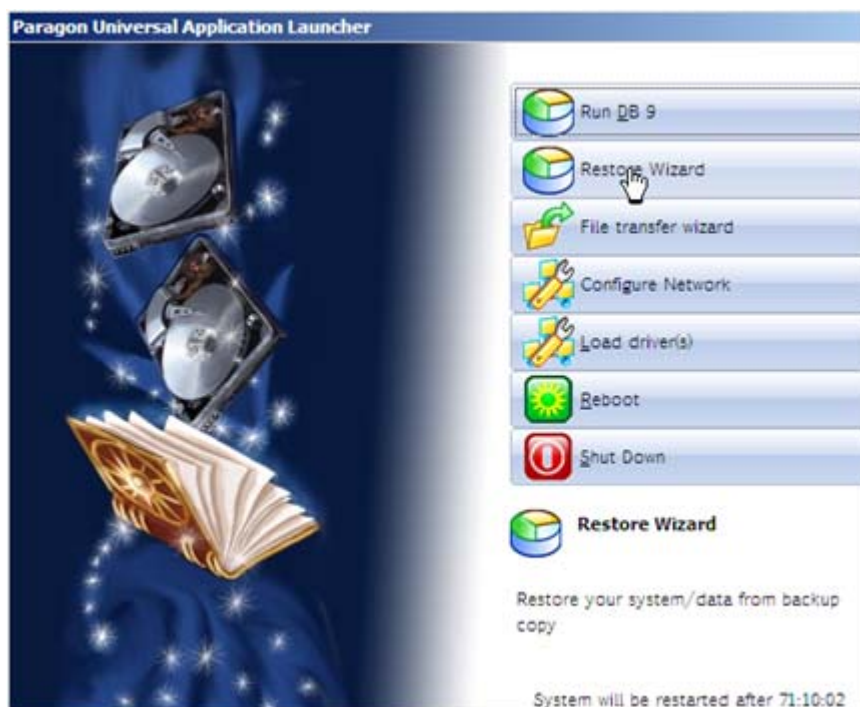 Paragon Universal Application Launcher
Run DB 9
Restore Wizard
File transfer wizard
Configure Network
Load driver(s)
Reboot
Shut Down
Restore Wizard
Restore your system/data from backup
copy
System will be restarted after 71:10:02